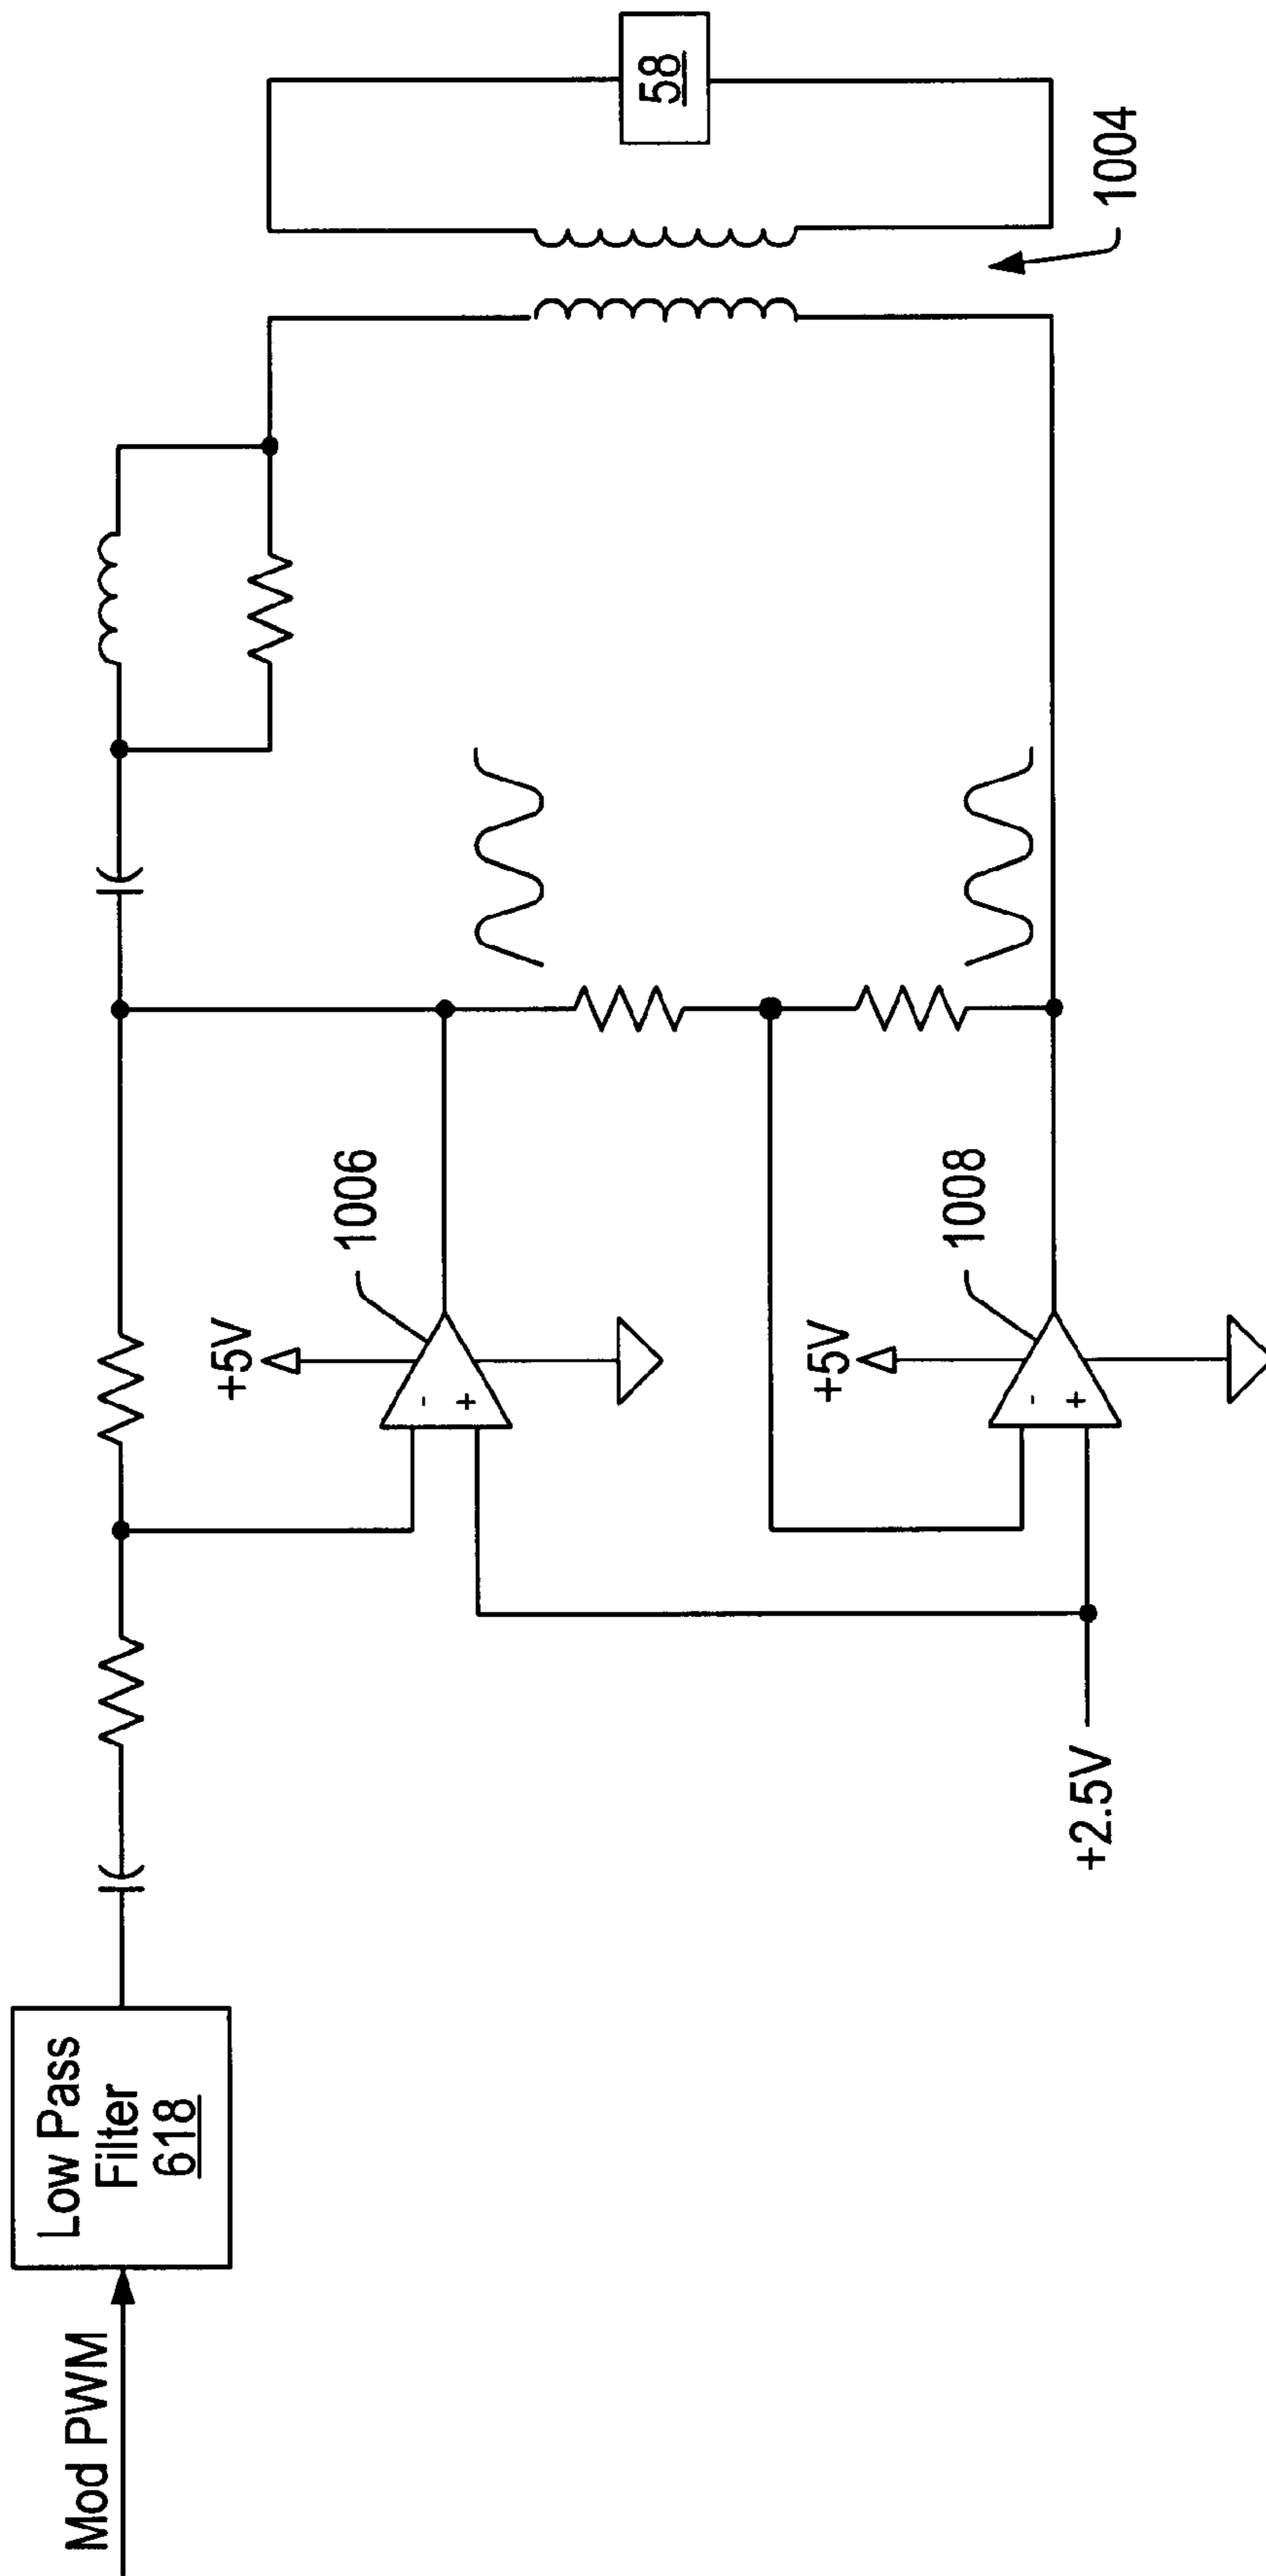 Mod PWM
Low Pass
Filter
618
+5V
1006
-
+
+5V
1008
-
+
+2.5V
58
1004